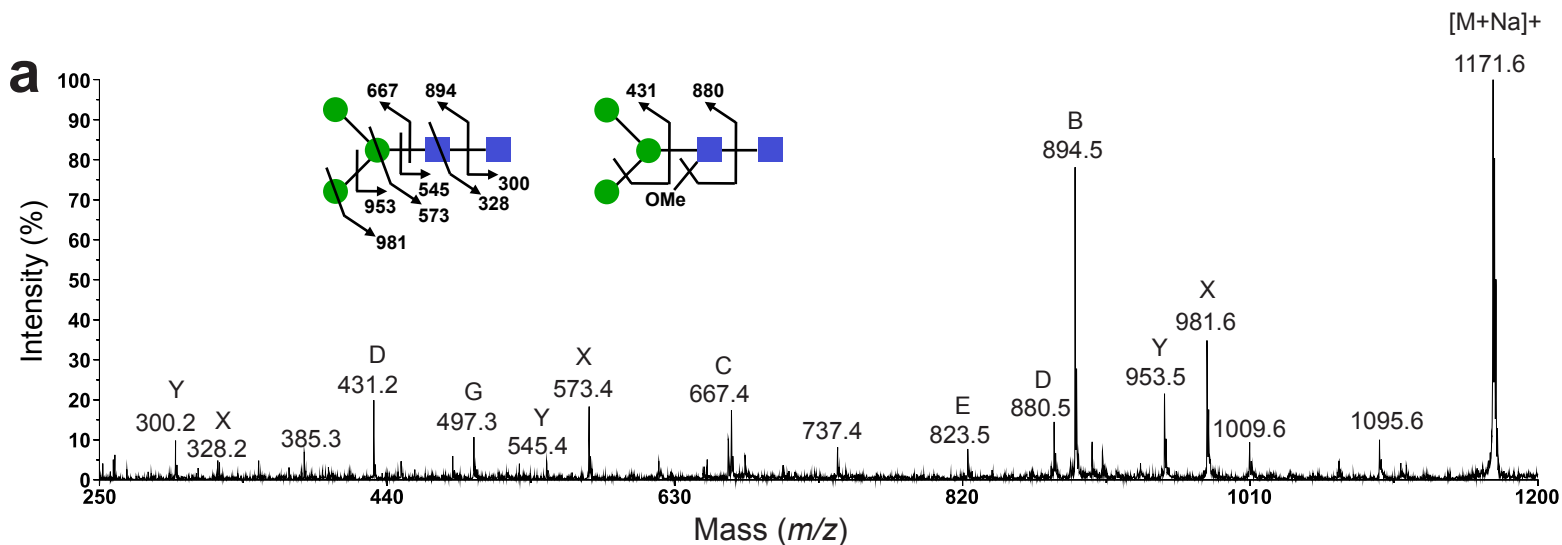 a
[M+Na]+
1171.6
100
90
80
70
60
50
40
30
20
10
0
Intensity (%)
667
894
953
573
545
328
300
981
431
880
OMe
Y
300.2
X
328.2
385.3
D
431.2
G
497.3
Y
545.4
X
573.4
C
667.4
737.4
E
823.5
D
880.5
B
894.5
Y
953.5
X
981.6
1009.6
1095.6
250
440
630
820
1010
1200
Mass (m/z)